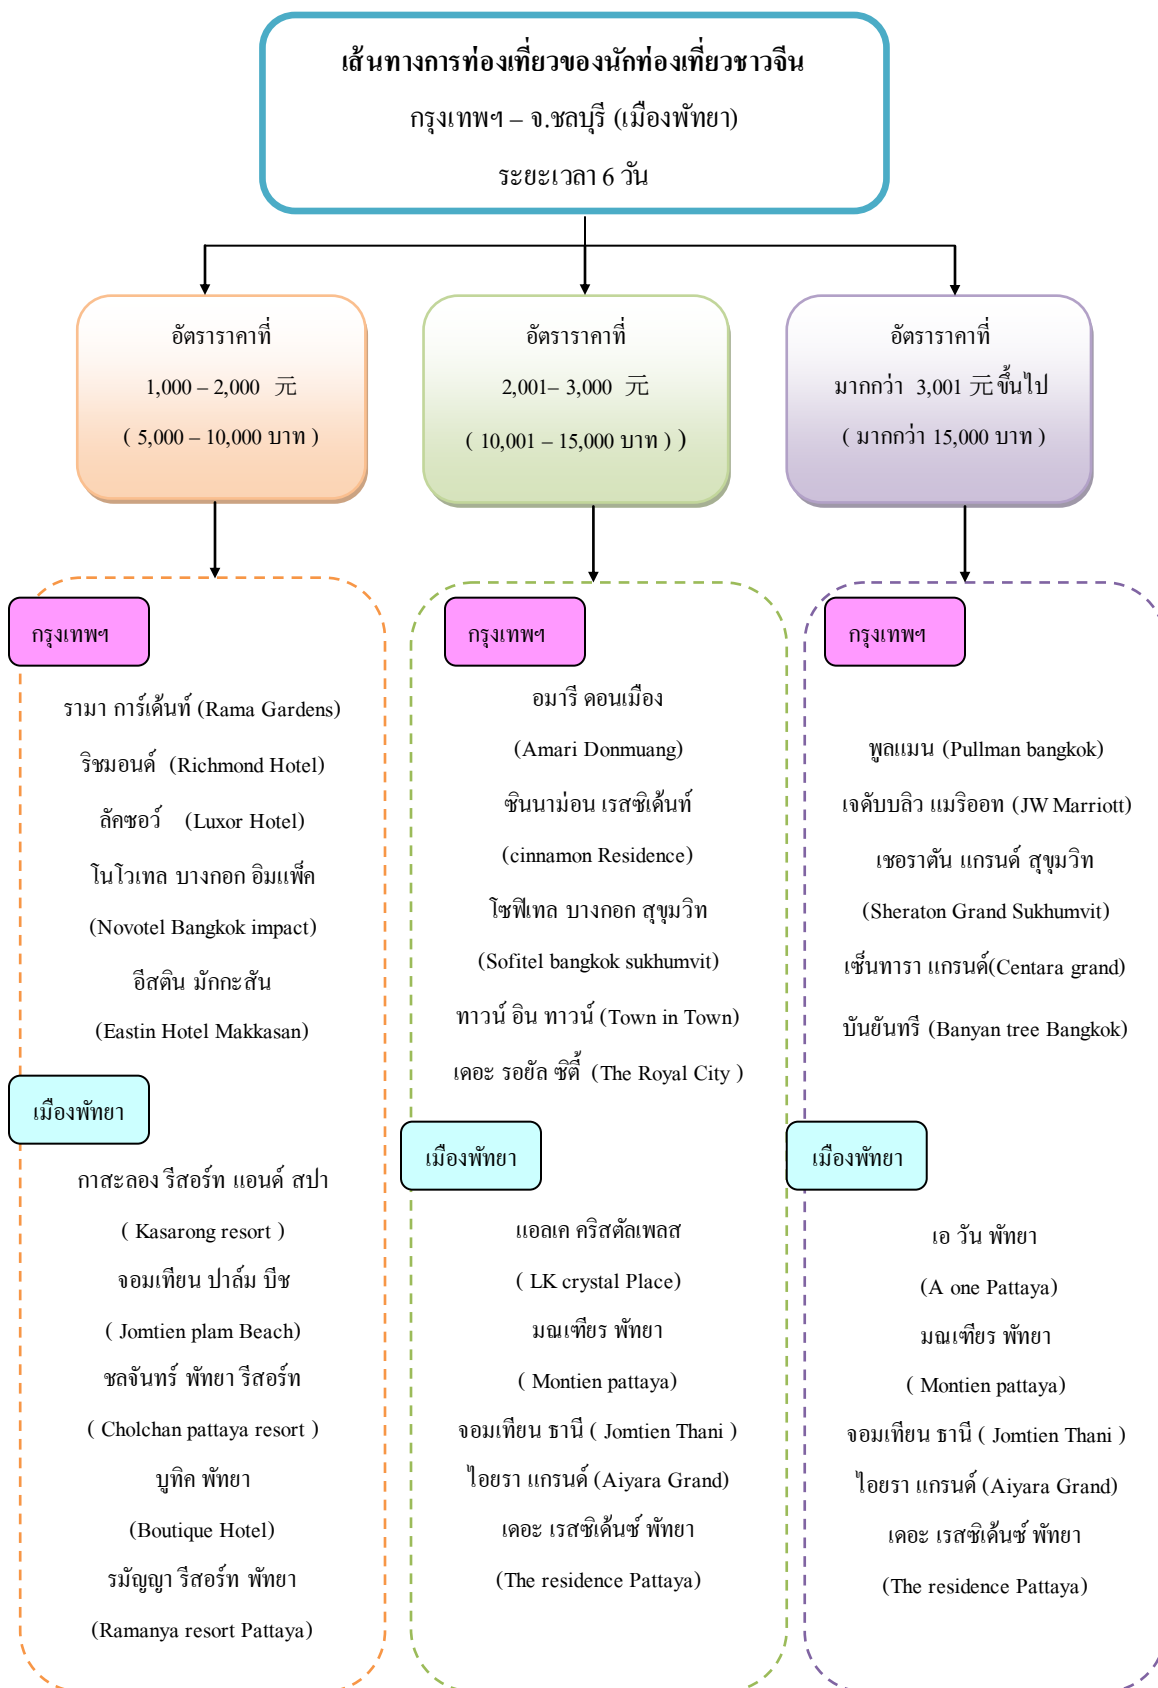 เส้นทางการท่องเที่ยวของนักท่องเที่ยวชาวจีน
กรุงเทพฯ – จ.ชลบุรี (เมืองพัทยา)
ระยะเวลา 6 วัน
อัตราราคาที่
1,000 – 2,000 元
( 5,000 – 10,000 บาท )
อัตราราคาที่
2,001– 3,000 元
( 10,001 – 15,000 บาท ) )
อัตราราคาที่
มากกว่า 3,001 元ขึ้นไป
( มากกว่า 15,000 บาท )
กรุงเทพฯ
รามา การ์เด้นท์ (Rama Gardens)
ริชมอนด์ (Richmond Hotel)
ลัคซอว์ (Luxor Hotel)
โนโวเทล บางกอก อิมแพ็ค
(Novotel Bangkok impact)
อีสติน มักกะสัน
(Eastin Hotel Makkasan)
เมืองพัทยา
กาสะลอง รีสอร์ท แอนด์ สปา
( Kasarong resort )
จอมเทียน ปาล์ม บีช
( Jomtien plam Beach)
ชลจันทร์ พัทยา รีสอร์ท
( Cholchan pattaya resort )
บูทิค พัทยา
(Boutique Hotel)
รมัญญา รีสอร์ท พัทยา
(Ramanya resort Pattaya)
กรุงเทพฯ
อมารี ดอนเมือง
(Amari Donmuang)
ซินนาม่อน เรสซิเด้นท์
(cinnamon Residence)
โซฟิเทล บางกอก สุขุมวิท
(Sofitel bangkok sukhumvit)
ทาวน์ อิน ทาวน์ (Town in Town)
เดอะ รอยัล ซิตี้ (The Royal City )
เมืองพัทยา
แอลเค คริสตัลเพลส
( LK crystal Place)
มณเฑียร พัทยา
( Montien pattaya)
จอมเทียน ธานี ( Jomtien Thani )
ไอยรา แกรนด์ (Aiyara Grand)
เดอะ เรสซิเด้นซ์ พัทยา
(The residence Pattaya)
กรุงเทพฯ
พูลแมน (Pullman bangkok)
เจดับบลิว แมริออท (JW Marriott)
เชอราตัน แกรนด์ สุขุมวิท
(Sheraton Grand Sukhumvit)
เซ็นทารา แกรนด์(Centara grand)
บันยันทรี (Banyan tree Bangkok)
เมืองพัทยา
เอ วัน พัทยา
(A one Pattaya)
มณเฑียร พัทยา
( Montien pattaya)
จอมเทียน ธานี ( Jomtien Thani )
ไอยรา แกรนด์ (Aiyara Grand)
เดอะ เรสซิเด้นซ์ พัทยา
(The residence Pattaya)